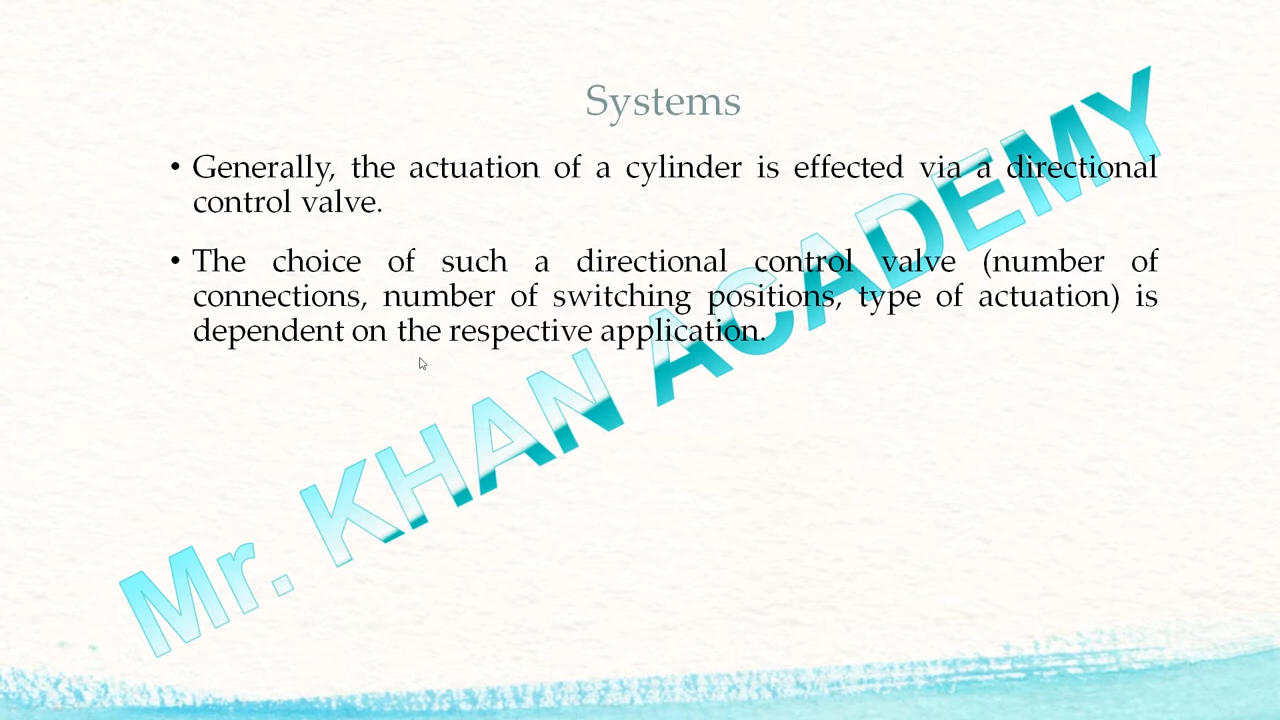 Systems
• Generally, the actuation of a cylinder is effected via a directional
control valve.
• The choice of such a directional control valve (number of
connections, number of switching positions, type of actuation) is
dependent on the respective application.
Mr. KHAN ACADEMY